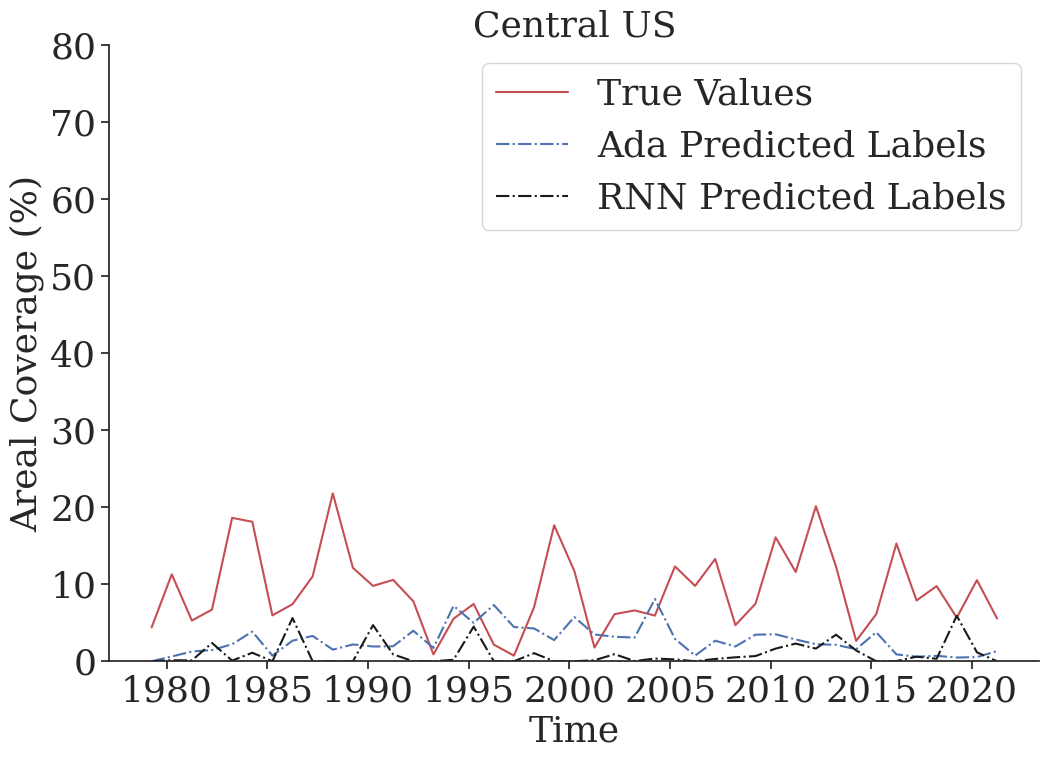 Central US
True Values
Ada Predicted Labels
RNN Predicted Labels
Areal Coverage (%)
80
70
60
50
40
30
20
10
0
1980 1985 1990 1995 2000 2005 2010 2015 2020
Time